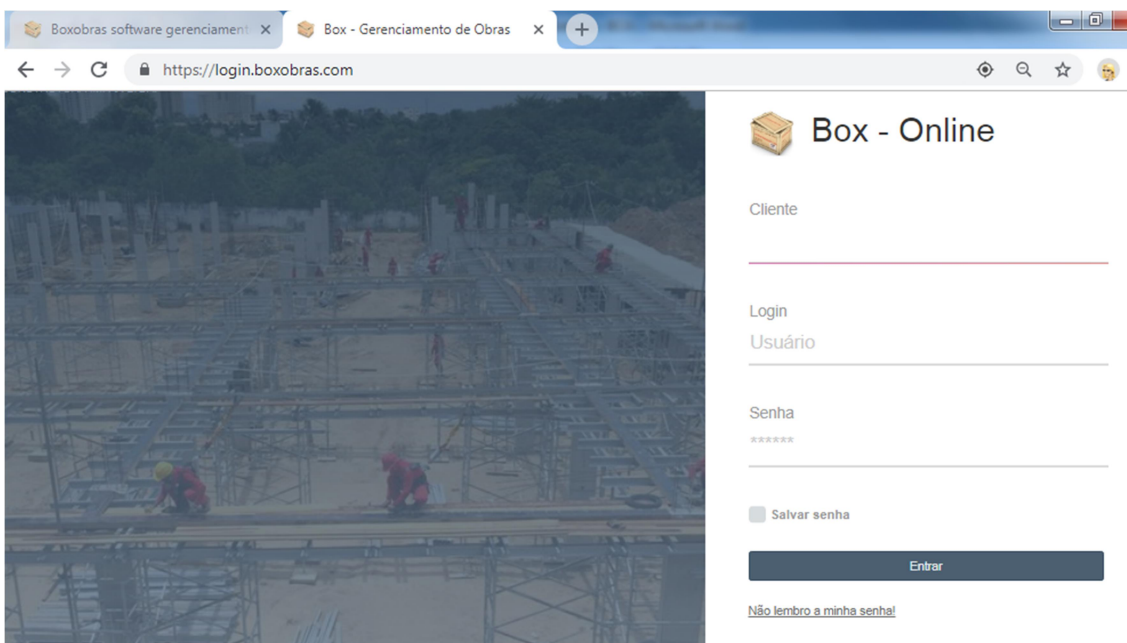 Boxobras software gerenciament
Box - Gerenciamento de Obras
https://login.boxobras.com
Box - Online
Cliente
Login
Usuário
Senha
******
Salvar senha
Entrar
Não lembro a minha senha!